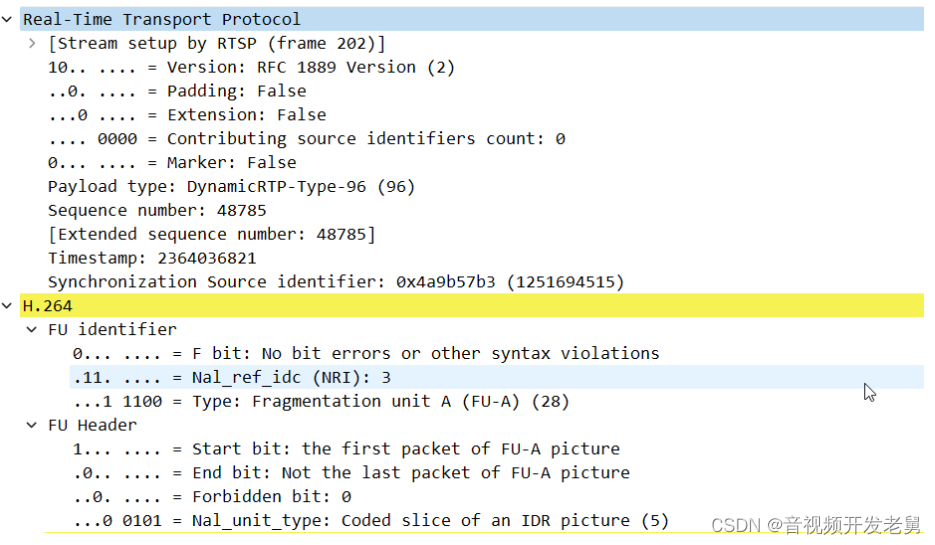 Real-Time Transport Protocol
[Stream setup by RTSP (frame 202)]
10.. .... = Version: RFC 1889 Version (2)
..0. .... = Padding: False
...0 .... = Extension: False
.... 0000 = Contributing source identifiers count: 0
0... .... = Marker: False
Payload type: DynamicRTP-Type-96 (96)
Sequence number: 48785
[Extended sequence number: 48785]
Timestamp: 2364036821
Synchronization Source identifier: 0x4a9b57b3 (1251694515)
H.264
FU identifier
0... .... = F bit: No bit errors or other syntax violations
.11. .... = Nal_ref_idc (NRI): 3
...1 1100 = Type: Fragmentation unit A (FU-A) (28)
FU Header
1... .... = Start bit: the first packet of FU-A picture
.0.. .... = End bit: Not the last packet of FU-A picture
..0. .... = Forbidden bit: 0
...0 0101 = Nal_unit_type: Coded slice of an IDR picture (5)
CSDN @音视频开发老舅